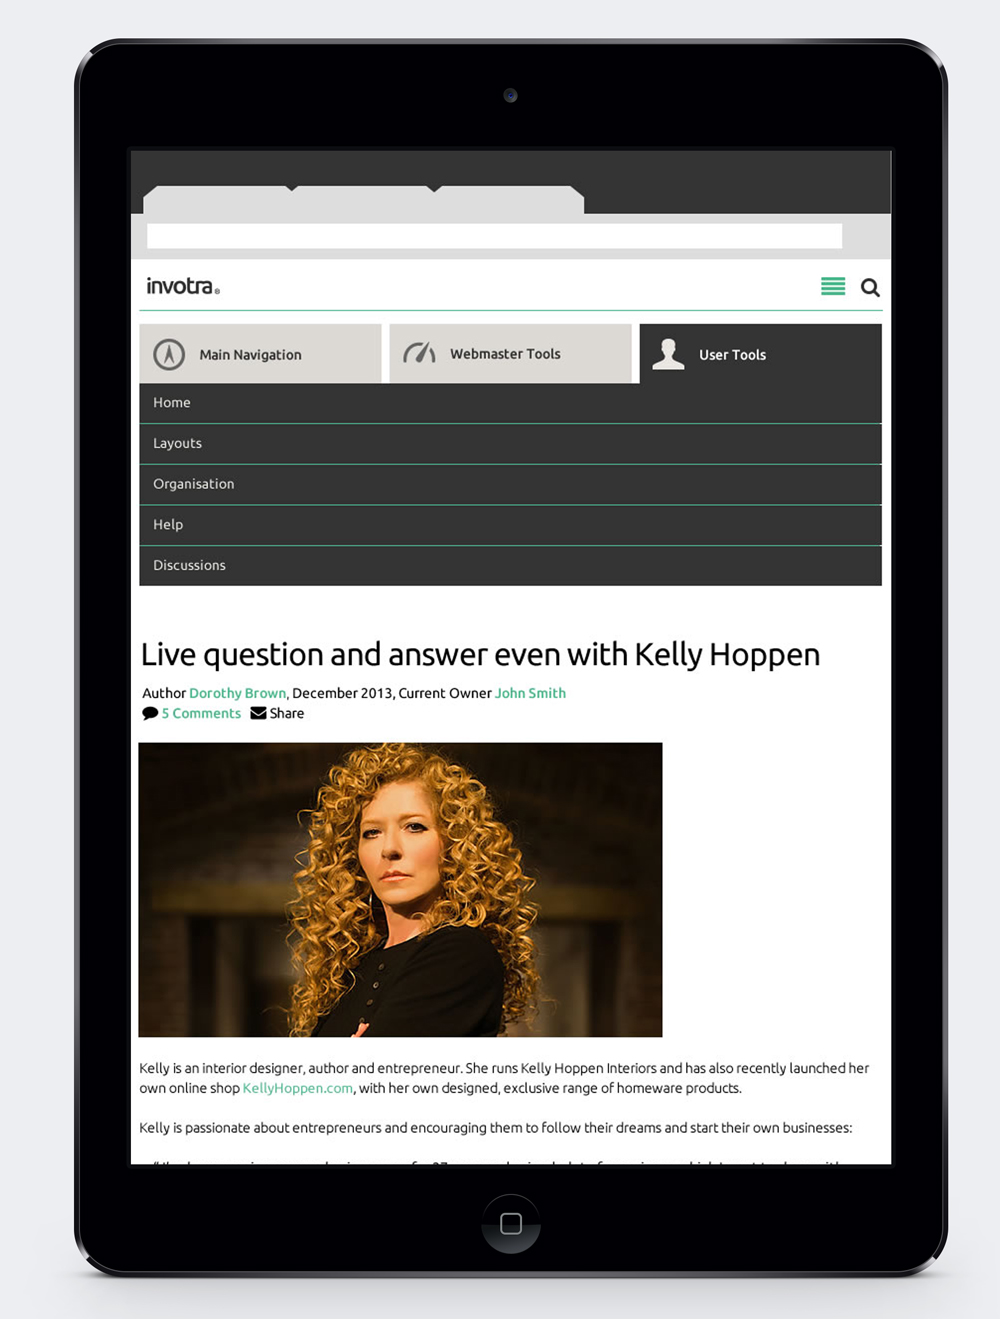 invotra®
Main Navigation
Webmaster Tools
User Tools
Home
Layouts
Organisation
Help
Discussions
Live question and answer even with Kelly Hoppen
Author Dorothy Brown, December 2013, Current Owner John Smith
5 Comments Share
Kelly is an interior designer, author and entrepreneur. She runs Kelly Hoppen Interiors and has also recently launched her
own online shop KellyHoppen.com, with her own designed, exclusive range of homeware products.
Kelly is passionate about entrepreneurs and encouraging them to follow their dreams and start their own businesses: